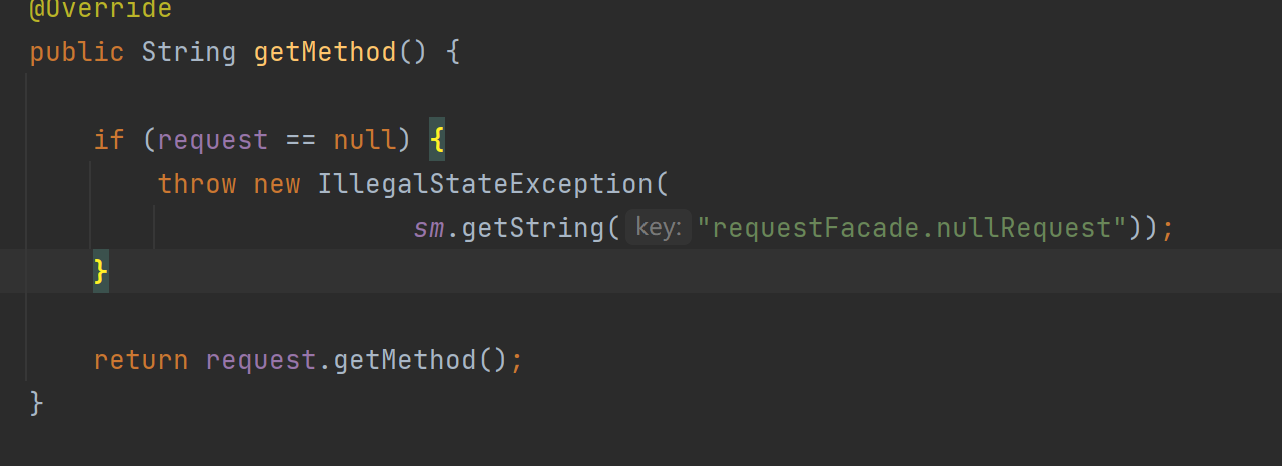 @Override
public String getMethod() {
if (request == null) {
throw new IllegalStateException(
sm.getString( key: "requestFacade.nullRequest"));
}
return request.getMethod();
}